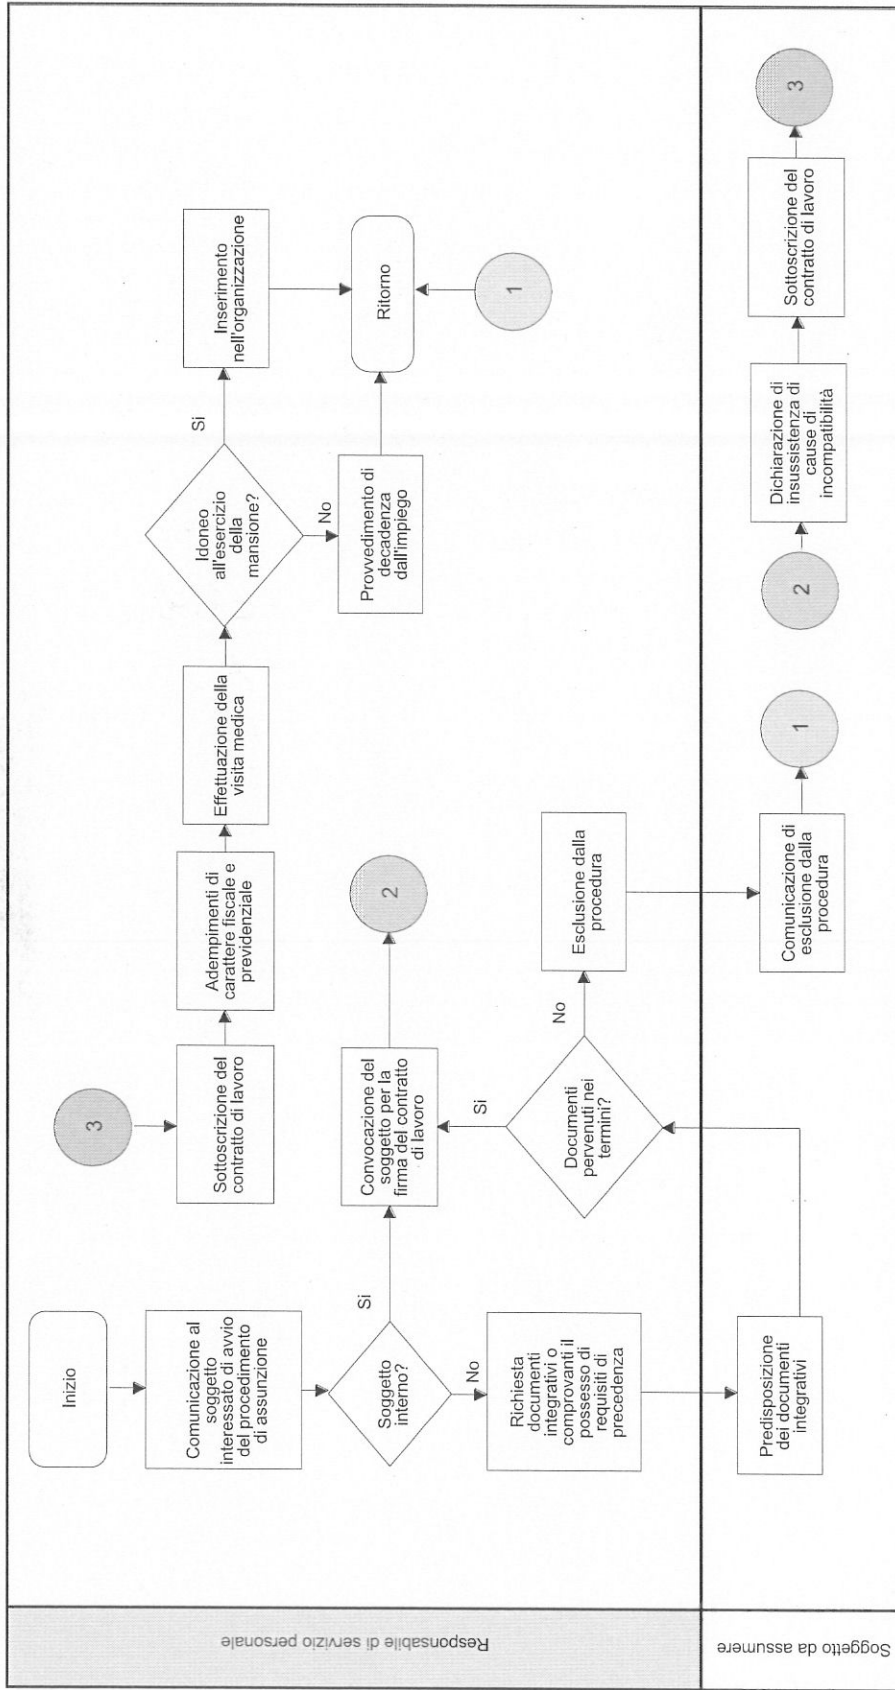 Responsabile di servizio personale
Inizio
Comunicazione al
soggetto
interessato di avvio
del procedimento
di assunzione
Soggetto
interno?
Si
No
Richiesta
documenti
integrativi o
comprovanti il
possesso di
requisiti di
precedenza
3
Sottoscrizione del
contratto di lavoro
Convocazione del
soggetto per la
firma del contratto
di lavoro
Si
Documenti
pervenuti nei
termini?
No
Adempimenti di
carattere fiscale e
previdenziale
2
Esclusione dalla
procedura
Effettuazione della
visita medica
Idoneo
all'esercizio
della
mansione?
Si
No
Provvedimento di
decadenza
dall'impiego
Inserimento
nell'organizzazione
Ritorno
1
Soggetto da assumere
Predisposizione
dei documenti
integrativi
Comunicazione di
esclusione dalla
procedura
1
2
Dichiarazione di
insussistenza di
cause di
incompatibilità
Sottoscrizione del
contratto di lavoro
3